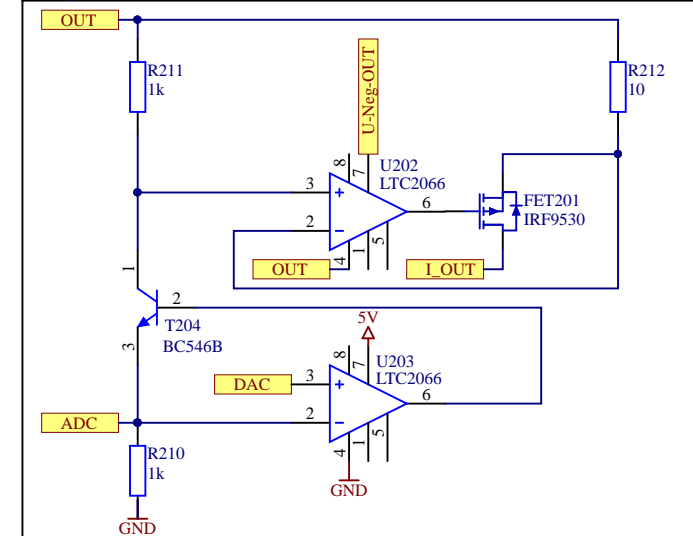 OUT
R211
1k
R212
10
U-Neg-OUT
8
7
U202
LTC2066
3
+
2
-
6
4
1
5
FET201
IRF9530
OUT
I_OUT
1
2
T204
BC546B
3
5V
8
7
U203
LTC2066
DAC
3
+
6
ADC
2
-
4
1
5
R210
1k
GND
GND